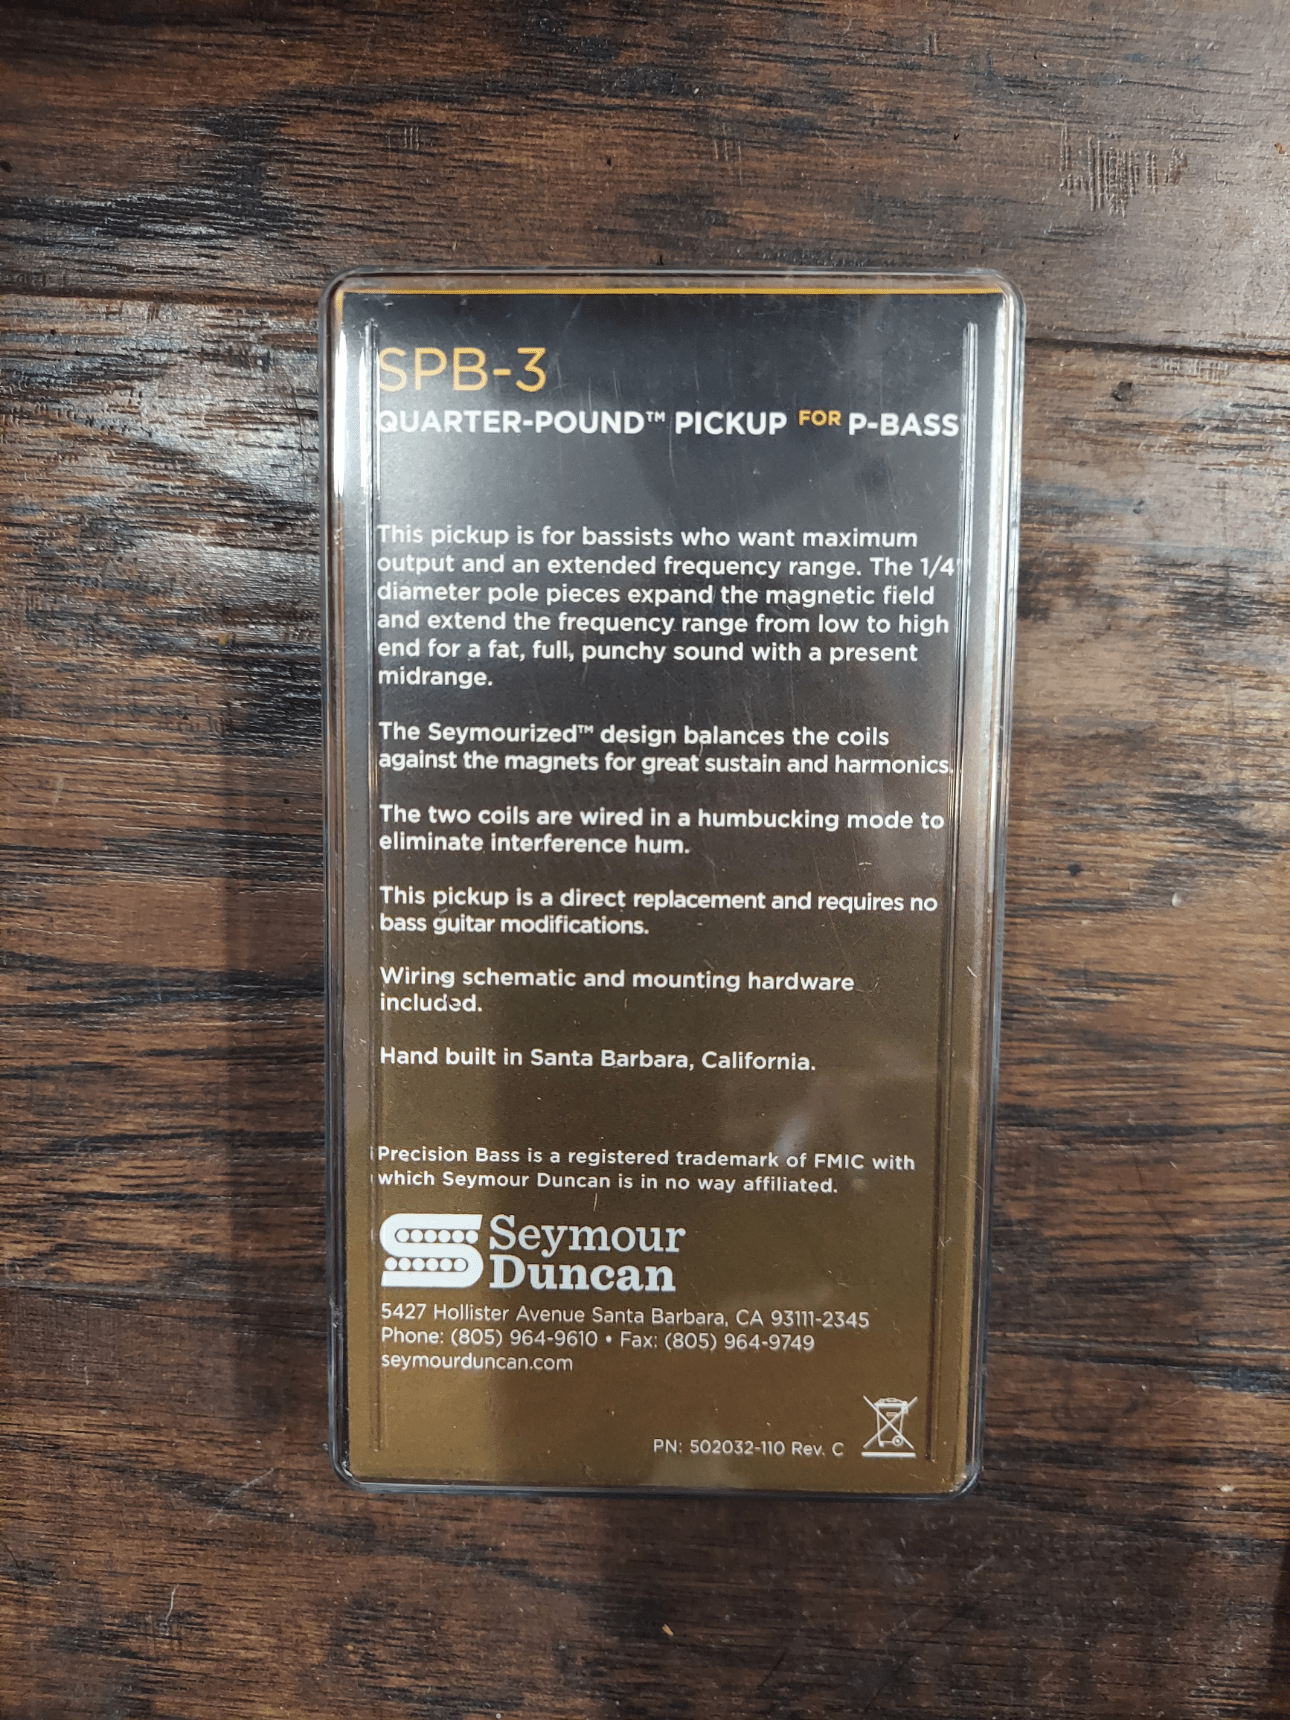 SPB-3
QUARTER-POUND™ PICKUP FOR P-BASS
This pickup is for bassists who want maximum
output and an extended frequency range. The 1/4"
diameter pole pieces expand the magnetic field
and extend the frequency range from low to high
end for a fat, full, punchy sound with a present
midrange.
The Seymourized™ design balances the coils
against the magnets for great sustain and harmonics.
The two coils are wired in a humbucking mode to
eliminate interference hum.
This pickup is a direct replacement and requires no
bass guitar modifications.
Wiring schematic and mounting hardware
included.
Hand built in Santa Barbara, California.
Precision Bass is a registered trademark of FMIC with
which Seymour Duncan is in no way affiliated.
Seymour
Duncan
5427 Hollister Avenue Santa Barbara, CA 93111-2345
Phone: (805) 964-9610 • Fax: (805) 964-9749
seymourduncan.com
PN: 502032-110 Rev. C